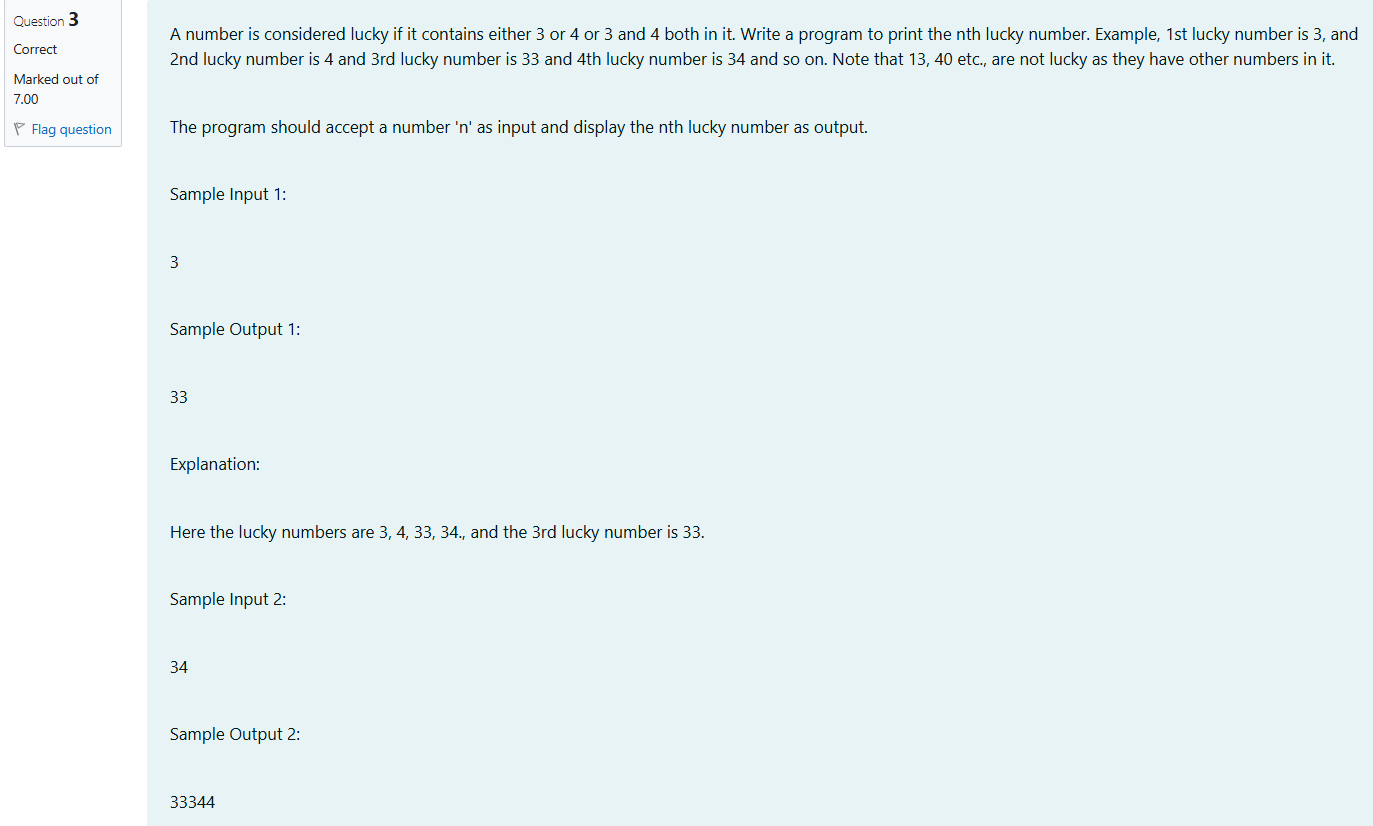 Question 3
Correct
Marked out of
7.00
Flag question
A number is considered lucky if it contains either 3 or 4 or 3 and 4 both in it. Write a program to print the nth lucky number. Example, 1st lucky number is 3, and
2nd lucky number is 4 and 3rd lucky number is 33 and 4th lucky number is 34 and so on. Note that 13, 40 etc., are not lucky as they have other numbers in it.
The program should accept a number 'n' as input and display the nth lucky number as output.
Sample Input 1:
3
Sample Output 1:
33
Explanation:
Here the lucky numbers are 3, 4, 33, 34., and the 3rd lucky number is 33.
Sample Input 2:
34
Sample Output 2:
33344